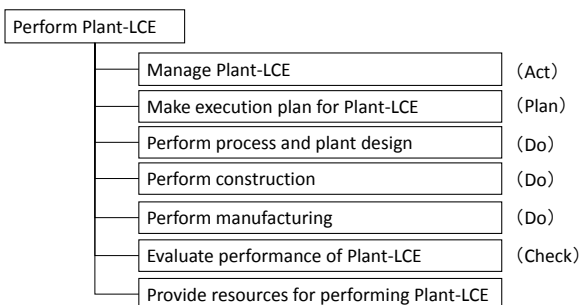 Perform Plant-LCE
Manage Plant-LCE (Act)
Make execution plan for Plant-LCE (Plan)
Perform process and plant design (Do)
Perform construction (Do)
Perform manufacturing (Do)
Evaluate performance of Plant-LCE (Check)
Provide resources for performing Plant-LCE